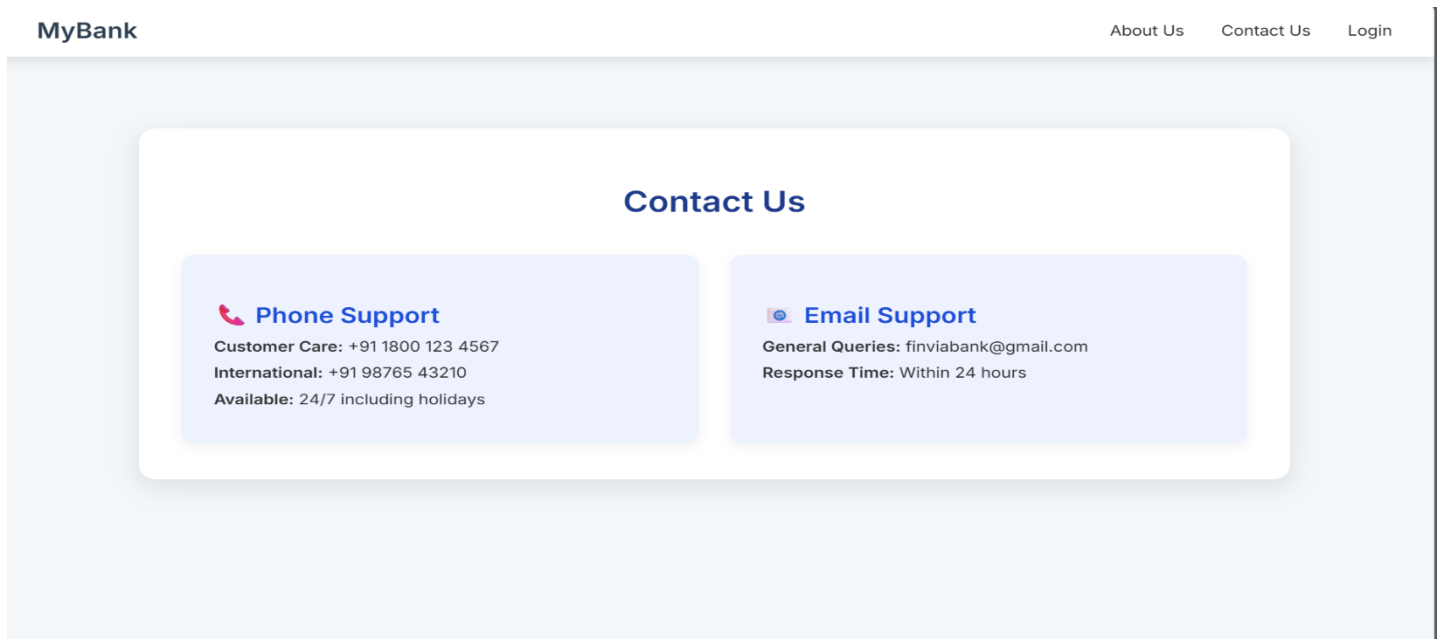 MyBank
About Us Contact Us Login
Contact Us
Phone Support
Customer Care: +91 1800 123 4567
International: +91 98765 43210
Available: 24/7 including holidays
Email Support
General Queries: finviabank@gmail.com
Response Time: Within 24 hours